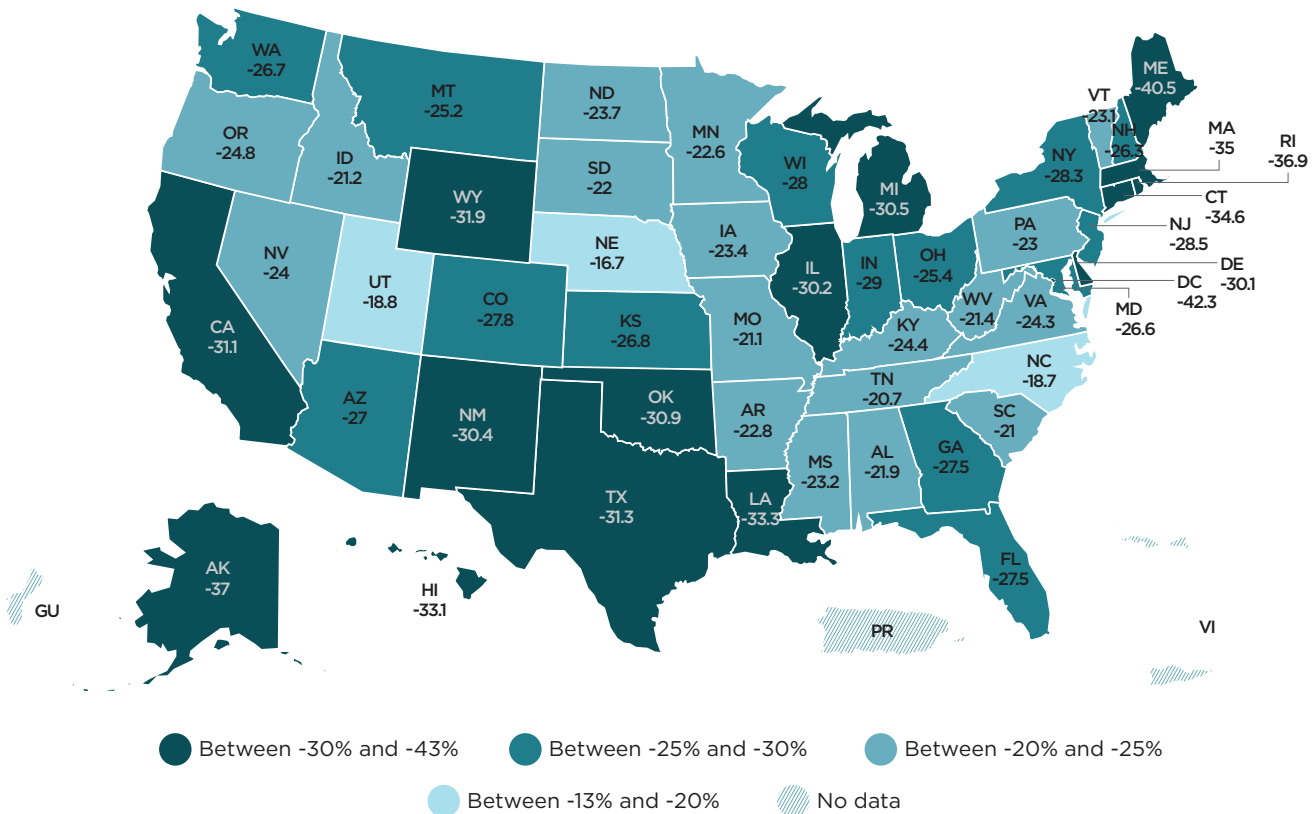 WA
-26.7
MT
-25.2
ND
-23.7
MN
-22.6
OR
-24.8
ID
-21.2
SD
-22
WY
-31.9
WI
-28
MI
-30.5
ME
-40.5
VT
-23.1
NH
-26.3
NY
-28.3
MA
-35
RI
-36.9
CT
-34.6
NJ
-28.5
PA
-23
DE
-30.1
DC
-42.3
MD
-26.6
NV
-24
UT
-18.8
NE
-16.7
IA
-23.4
IL
-30.2
IN
-29
OH
-25.4
WV
-21.4
VA
-24.3
CA
-31.1
CO
-27.8
KS
-26.8
MO
-21.1
KY
-24.4
NC
-18.7
TN
-20.7
SC
-21
AZ
-27
NM
-30.4
OK
-30.9
AR
-22.8
MS
-23.2
AL
-21.9
GA
-27.5
TX
-31.3
LA
-33.3
FL
-27.5
AK
-37
HI
-33.1
GU
PR
VI
Between -30% and -43%
Between -25% and -30%
Between -20% and -25%
Between -13% and -20%
No data